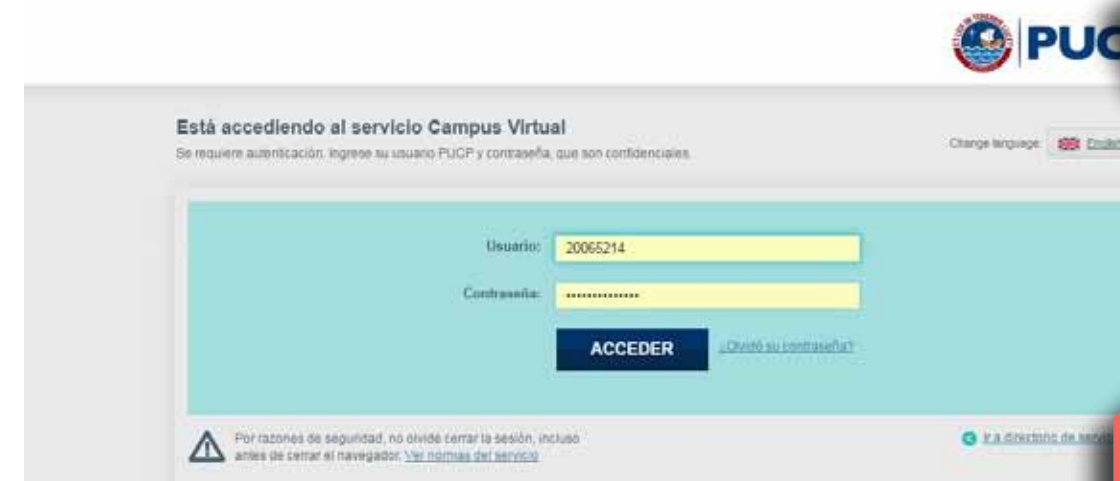 PUC
Está accediendo al servicio Campus Virtual
Se requiere autenticación. Ingrese su usuario PUCP y contraseña, que son confidenciales.
Change language:
Usuario: 20065214
Contraseña: ••••••••••••••
ACCEDER ¿Olvidó su contraseña?
Por razones de seguridad, no olvide cerrar la sesión, incluso
antes de cerrar el navegador. Ver normas del servicio
Ir a directorio de